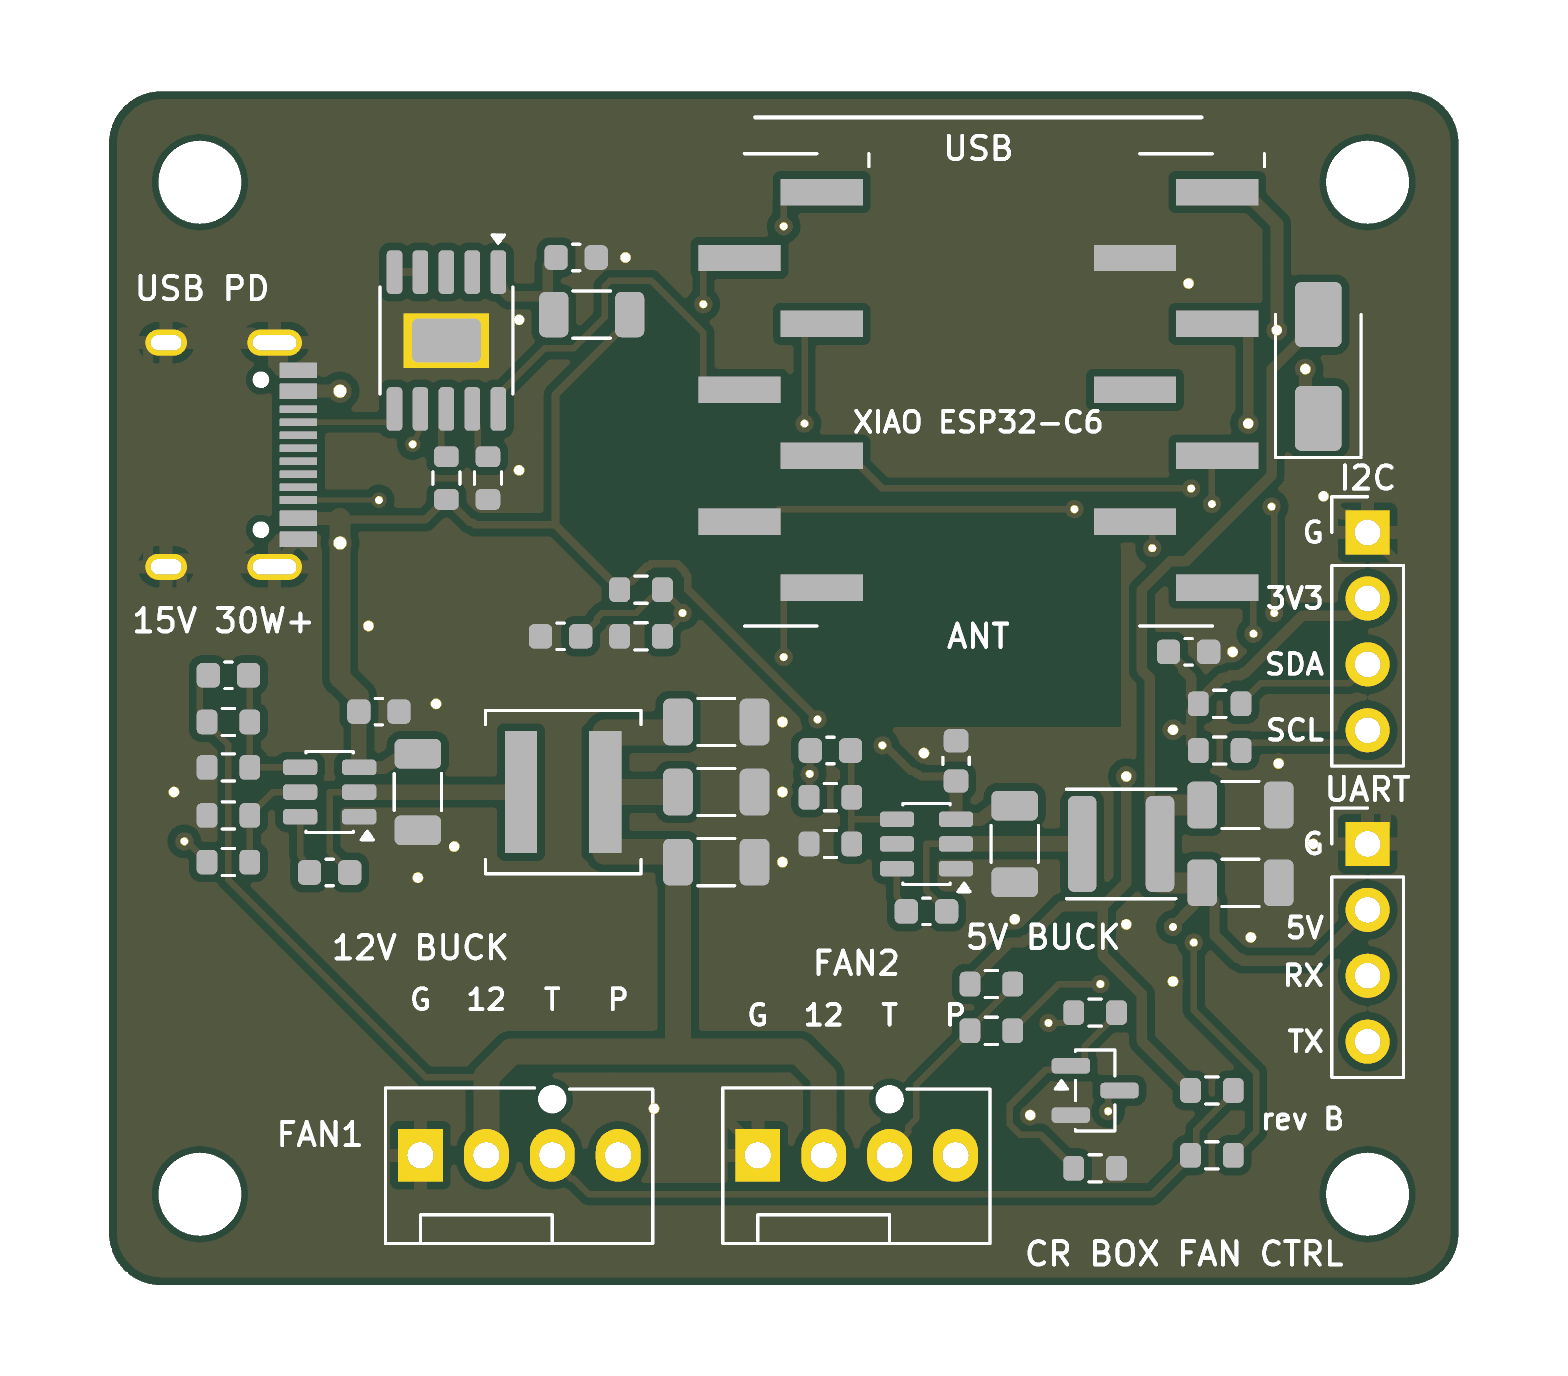 USB
USB PD
XIAO ESP32-C6
I2C
G
3V3
SDA
SCL
15V 30W+
ANT
UART
G
5V
RX
TX
12V BUCK
5V BUCK
FAN2
G 12 T P
G 12 T P
FAN1
rev B
CR BOX FAN CTRL